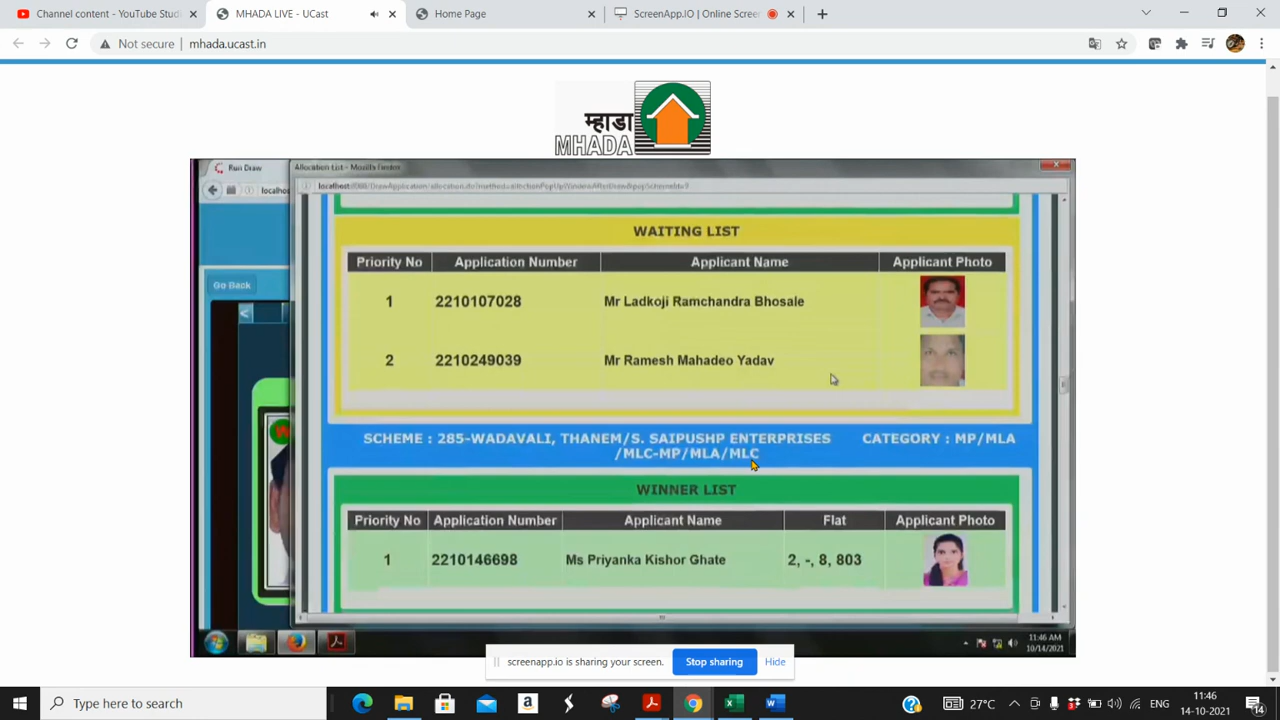 Channel content - YouTube Studi
MHADA LIVE - UCast
Home Page
ScreenApp.IO | Online Screen
Not secure
mhada.ucast.in
म्हाडा
MHADA
Run Draw
Allocation List - Mozilla Firefox
localho
Go Back
WAITING LIST
Priority No Application Number Applicant Name Applicant Photo
1 2210107028 Mr Ladkoji Ramchandra Bhosale
2 2210249039 Mr Ramesh Mahadeo Yadav
SCHEME : 285-WADAVALI, THANEM/S. SAIPUSHP ENTERPRISES CATEGORY : MP/MLA
/MLC-MP/MLA/MLC
WINNER LIST
Priority No Application Number Applicant Name Flat Applicant Photo
1 2210146698 Ms Priyanka Kishor Ghate 2, -, 8, 803
11:46 AM
10/14/2021
screenapp.io is sharing your screen. Stop sharing Hide
Type here to search
27°C
ENG
11:46
14-10-2021
14